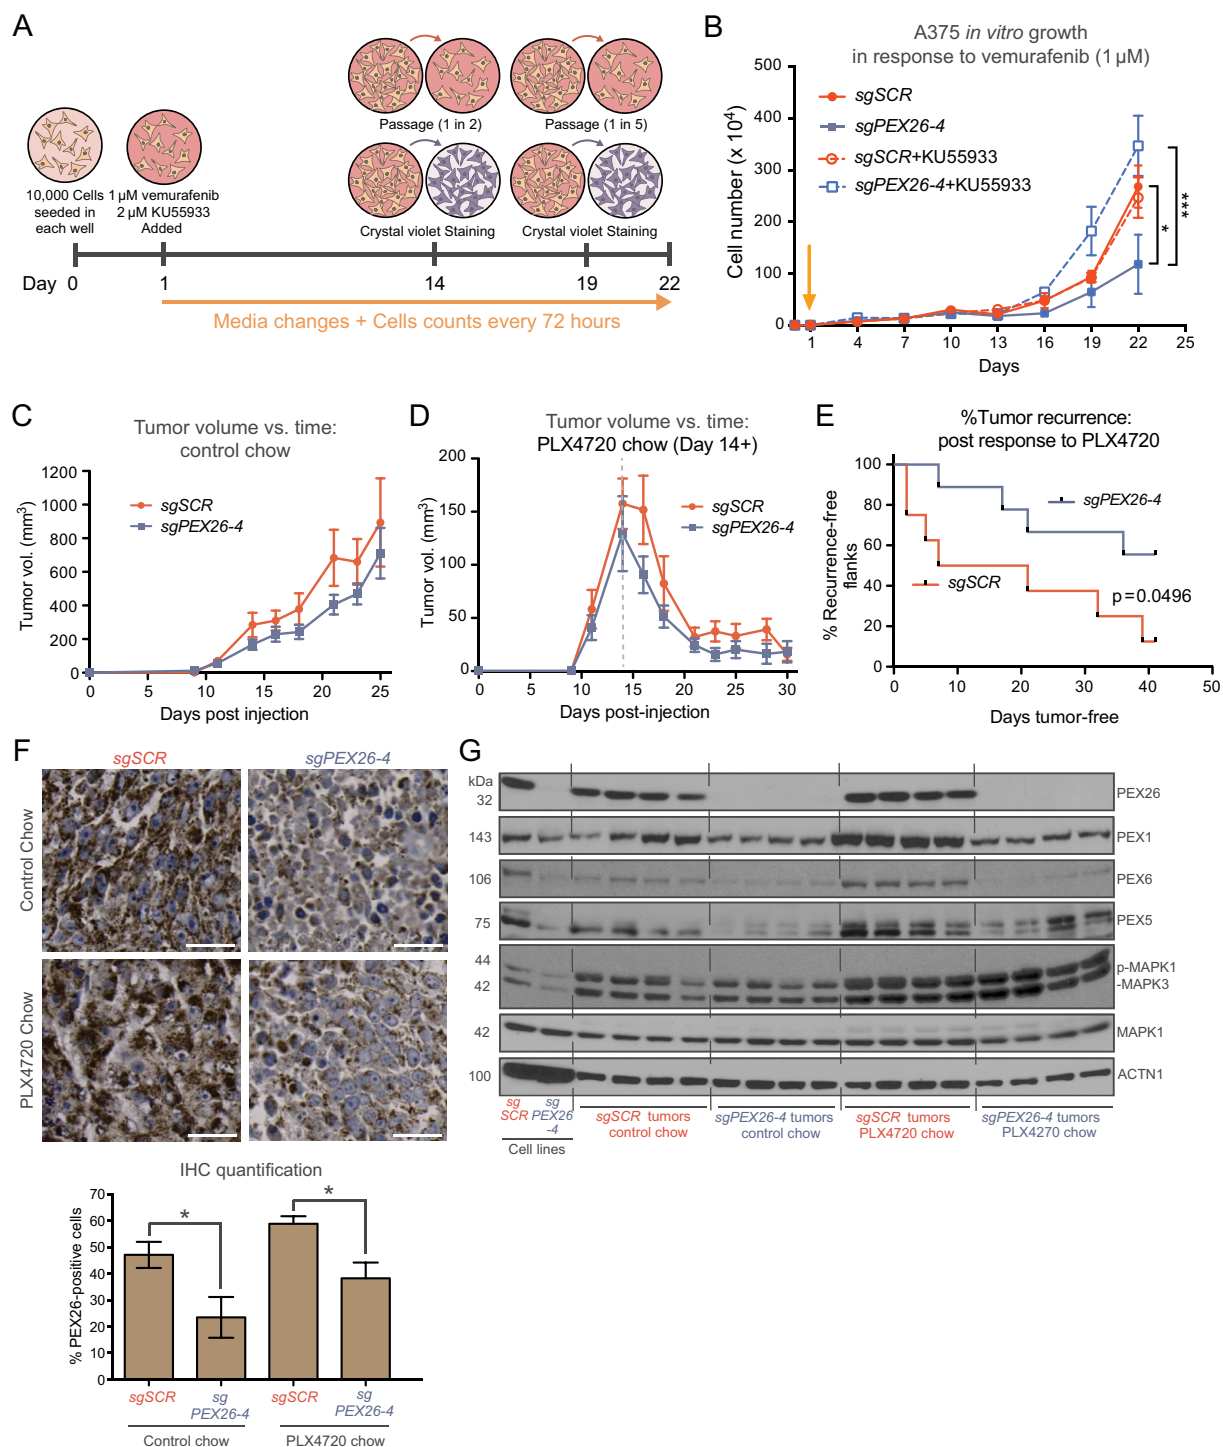 A
Passage (1 in 2)
Passage (1 in 5)
10,000 Cells
seeded in
each well
1 µM vemurafenib
2 µM KU55933
Added
Crystal violet Staining
Crystal violet Staining
Day 0 1 14 19 22
Media changes + Cells counts every 72 hours
B
A375 in vitro growth
in response to vemurafenib (1 µM)
Cell number (x 10⁴)
500
400
300
200
100
0
sgSCR
sgPEX26-4
sgSCR+KU55933
sgPEX26-4+KU55933
*
***
1 4 7 10 13 16 19 22 25
Days
C
Tumor volume vs. time:
control chow
Tumor vol. (mm³)
1200
1000
800
600
400
200
0
sgSCR
sgPEX26-4
0 5 10 15 20 25
Days post injection
D
Tumor volume vs. time:
PLX4720 chow (Day 14+)
Tumor vol. (mm³)
200
150
100
50
0
sgSCR
sgPEX26-4
0 5 10 15 20 25 30
Days post-injection
E
%Tumor recurrence:
post response to PLX4720
% Recurrence-free
flanks
100
80
60
40
20
0
sgPEX26-4
sgSCR
p=0.0496
0 10 20 30 40 50
Days tumor-free
F
sgSCR
sgPEX26-4
Control Chow
PLX4720 Chow
IHC quantification
% PEX26-positive cells
70
60
50
40
30
20
10
0
*
*
sgSCR
sg
PEX26-4
sgSCR
sg
PEX26-4
Control chow
PLX4720 chow
G
kDa
32
PEX26
143
PEX1
106
PEX6
75
PEX5
44
42
p-MAPK1
-MAPK3
42
MAPK1
100
ACTN1
sg
SCR
sg
PEX26
-4
Cell lines
sgSCR tumors
control chow
sgPEX26-4 tumors
control chow
sgSCR tumors
PLX4720 chow
sgPEX26-4 tumors
PLX4270 chow